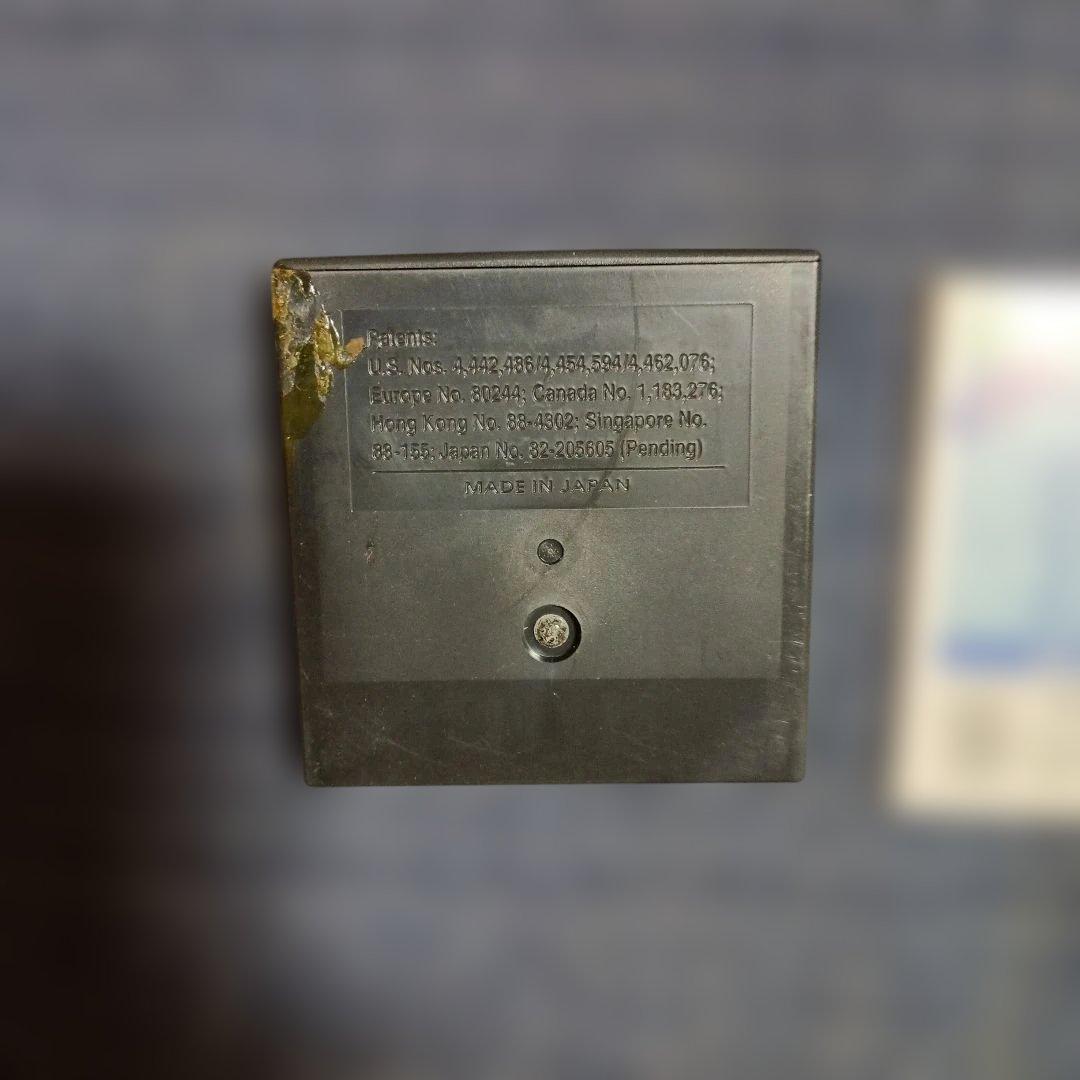 Patents:
U.S. Nos. 4,442,486/4,454,594/4,462,076;
Europe No. 80244; Canada No. 1,183,276;
Hong Kong No. 88-4302; Singapore No.
88-155; Japan No. 82-205605 (Pending)
MADE IN JAPAN